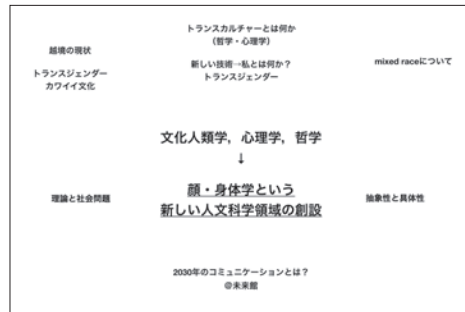 トランスカルチャーとは何か
（哲学・心理学）
越境の現状
新しい技術→私とは何か？
トランスジェンダー
mixed raceについて
トランスジェンダー
カワイイ文化
文化人類学，心理学，哲学
↓
理論と社会問題
顔・身体学という
新しい人文科学領域の創設
抽象性と具体性
2030年のコミュニケーションとは？
@未来館